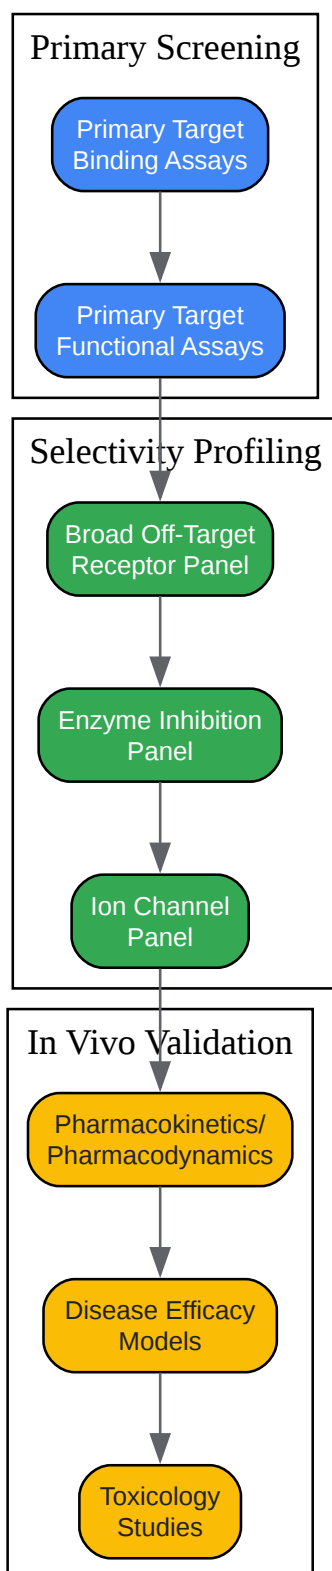 Primary Screening
Primary Target
Binding Assays
Primary Target
Functional Assays
Selectivity Profiling
Broad Off-Target
Receptor Panel
Enzyme Inhibition
Panel
Ion Channel
Panel
In Vivo Validation
Pharmacokinetics/
Pharmacodynamics
Disease Efficacy
Models
Toxicology
Studies